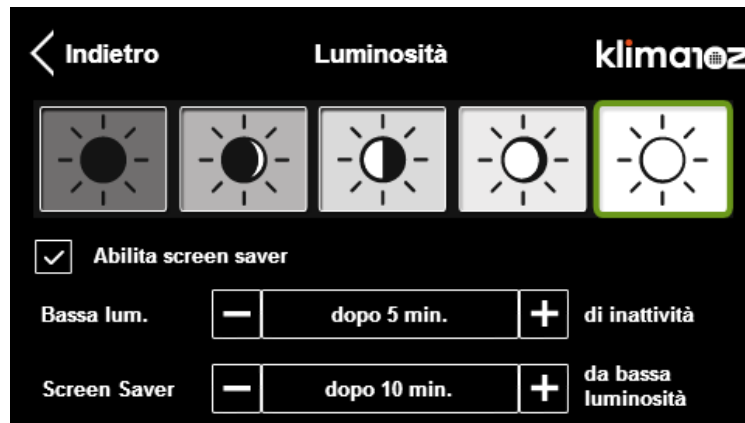 Indietro
Luminosità
klima10z
Abilita screen saver
Bassa lum.
dopo 5 min.
di inattività
Screen Saver
dopo 10 min.
da bassa
luminosità